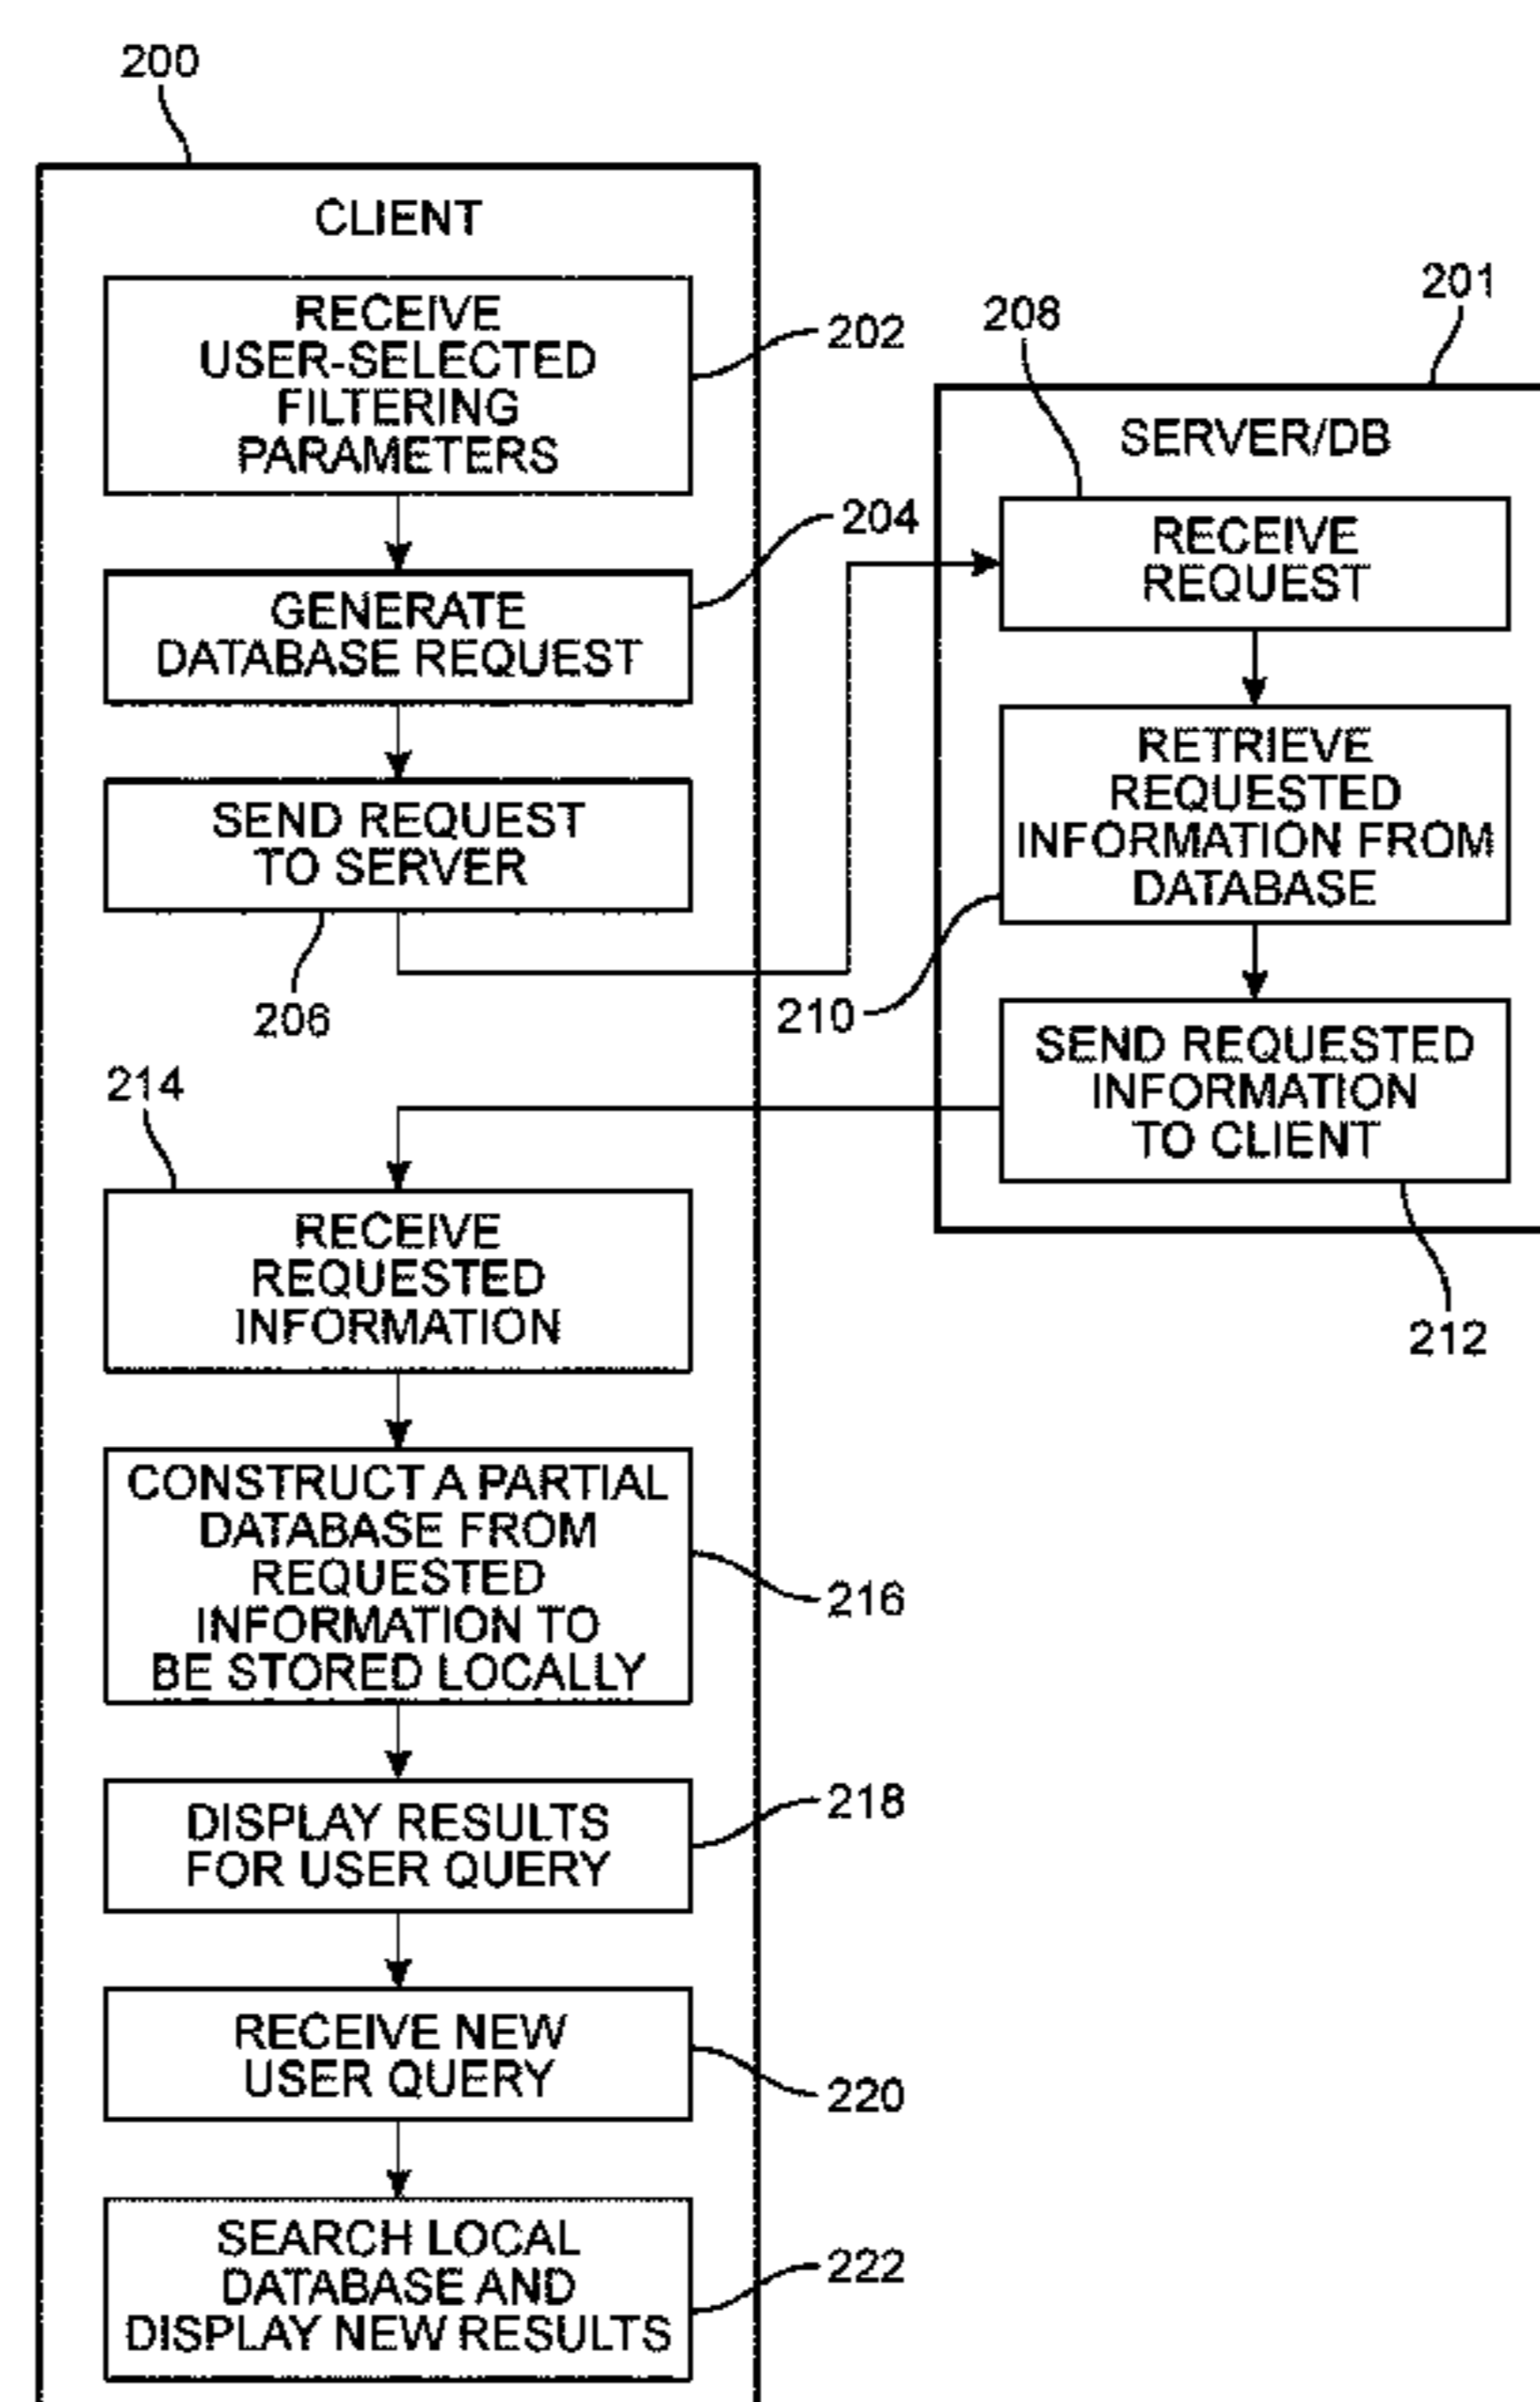 200
CLIENT
RECEIVE
USER-SELECTED
FILTERING
PARAMETERS
202
GENERATE
DATABASE REQUEST
204
SEND REQUEST
TO SERVER
206
201
SERVER/DB
208
RECEIVE
REQUEST
RETRIEVE
REQUESTED
INFORMATION FROM
DATABASE
210
SEND REQUESTED
INFORMATION
TO CLIENT
212
214
RECEIVE
REQUESTED
INFORMATION
CONSTRUCT A PARTIAL
DATABASE FROM
REQUESTED
INFORMATION TO
BE STORED LOCALLY
216
DISPLAY RESULTS
FOR USER QUERY
218
RECEIVE NEW
USER QUERY
220
SEARCH LOCAL
DATABASE AND
DISPLAY NEW RESULTS
222